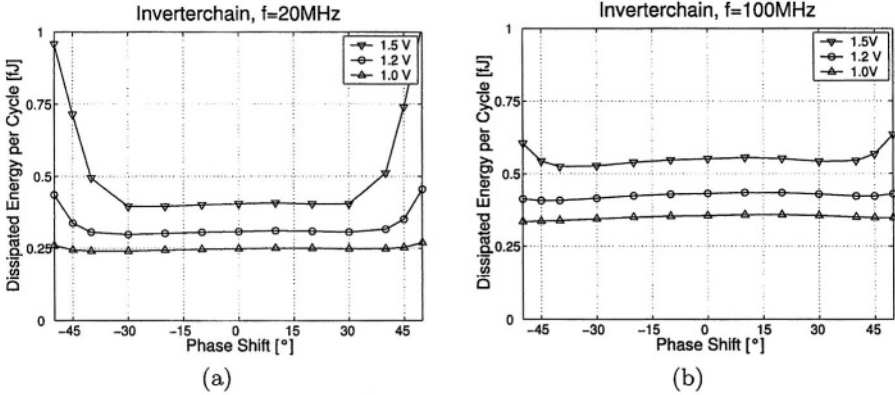 Inverterchain, f=20MHz
Dissipated Energy per Cycle [fJ]
1
0.75
0.5
0.25
0
1.5 V
1.2 V
1.0 V
−45
−30
−15
0
15
30
45
Phase Shift [°]
(a)
Inverterchain, f=100MHz
Dissipated Energy per Cycle [fJ]
1
0.75
0.5
0.25
0
1.5V
1.2 V
1.0V
−45
−30
−15
0
15
30
45
Phase Shift [°]
(b)